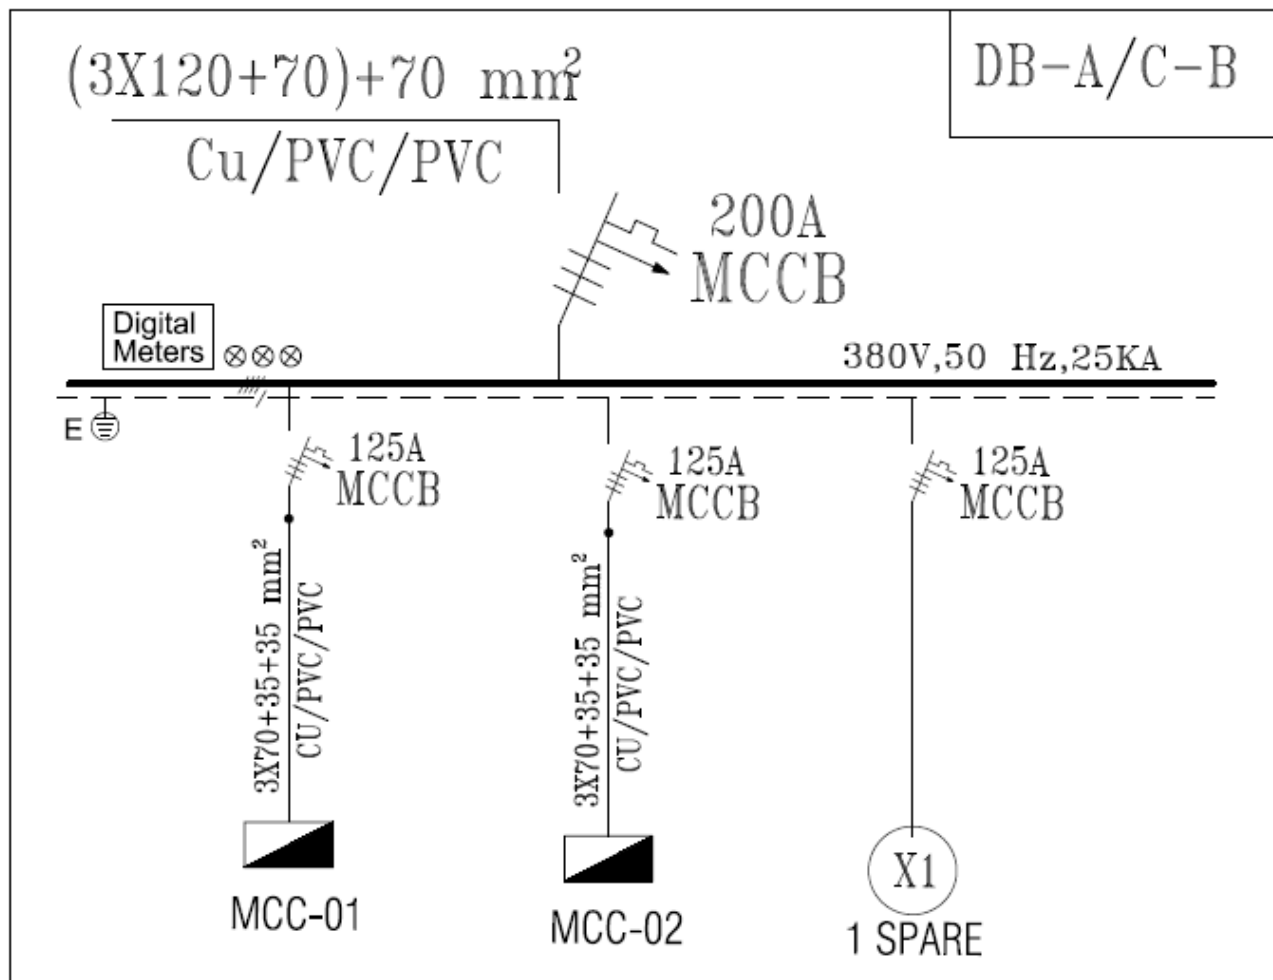 (3X120+70)+70 mm²
Cu/PVC/PVC
DB-A/C-B
200A
MCCB
Digital
Meters
380V,50 Hz,25KA
E
125A
MCCB
125A
MCCB
125A
MCCB
3X70+35+35 mm²
CU/PVC/PVC
3X70+35+35 mm²
CU/PVC/PVC
X1
MCC-01
MCC-02
1 SPARE